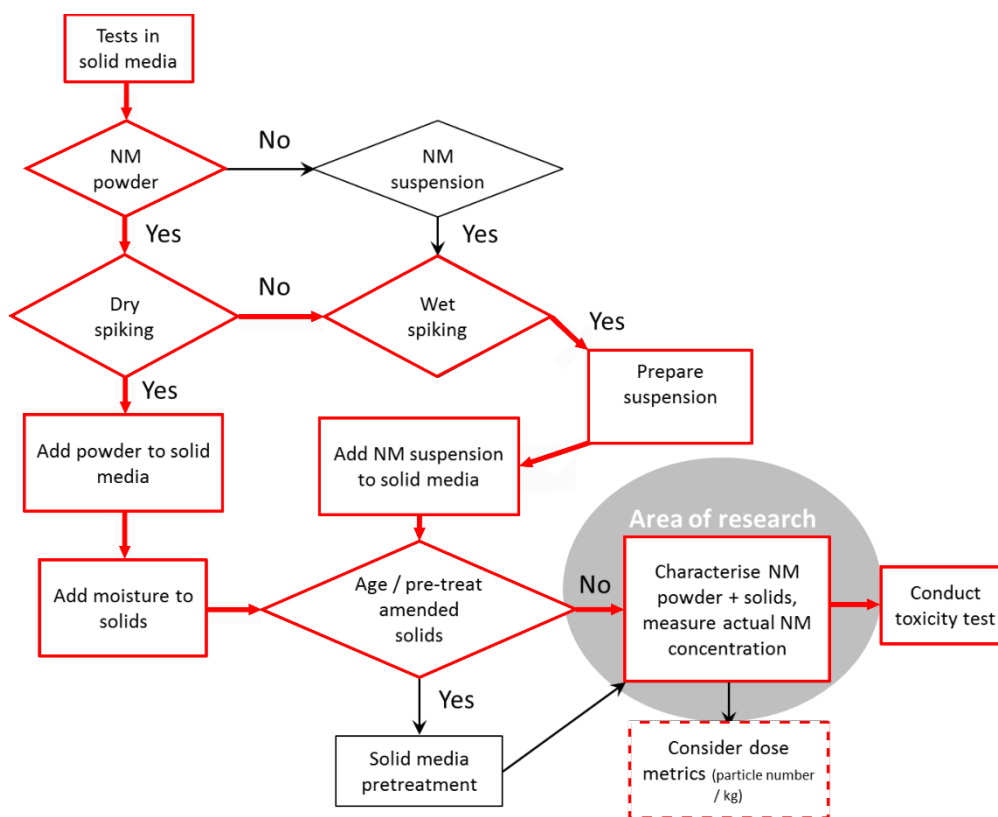 Tests in
solid media
No
NM
powder
NM
suspension
Yes
Yes
No
Dry
spiking
Wet
spiking
Yes
Prepare
suspension
Yes
Add powder to solid
media
Add NM suspension
to solid media
Area of research
Add moisture to
solids
Age / pre-treat
amended
solids
No
Characterise NM
powder + solids,
measure actual NM
concentration
Conduct
toxicity test
Yes
Solid media
pretreatment
Consider dose
metrics (particle number
/ kg)